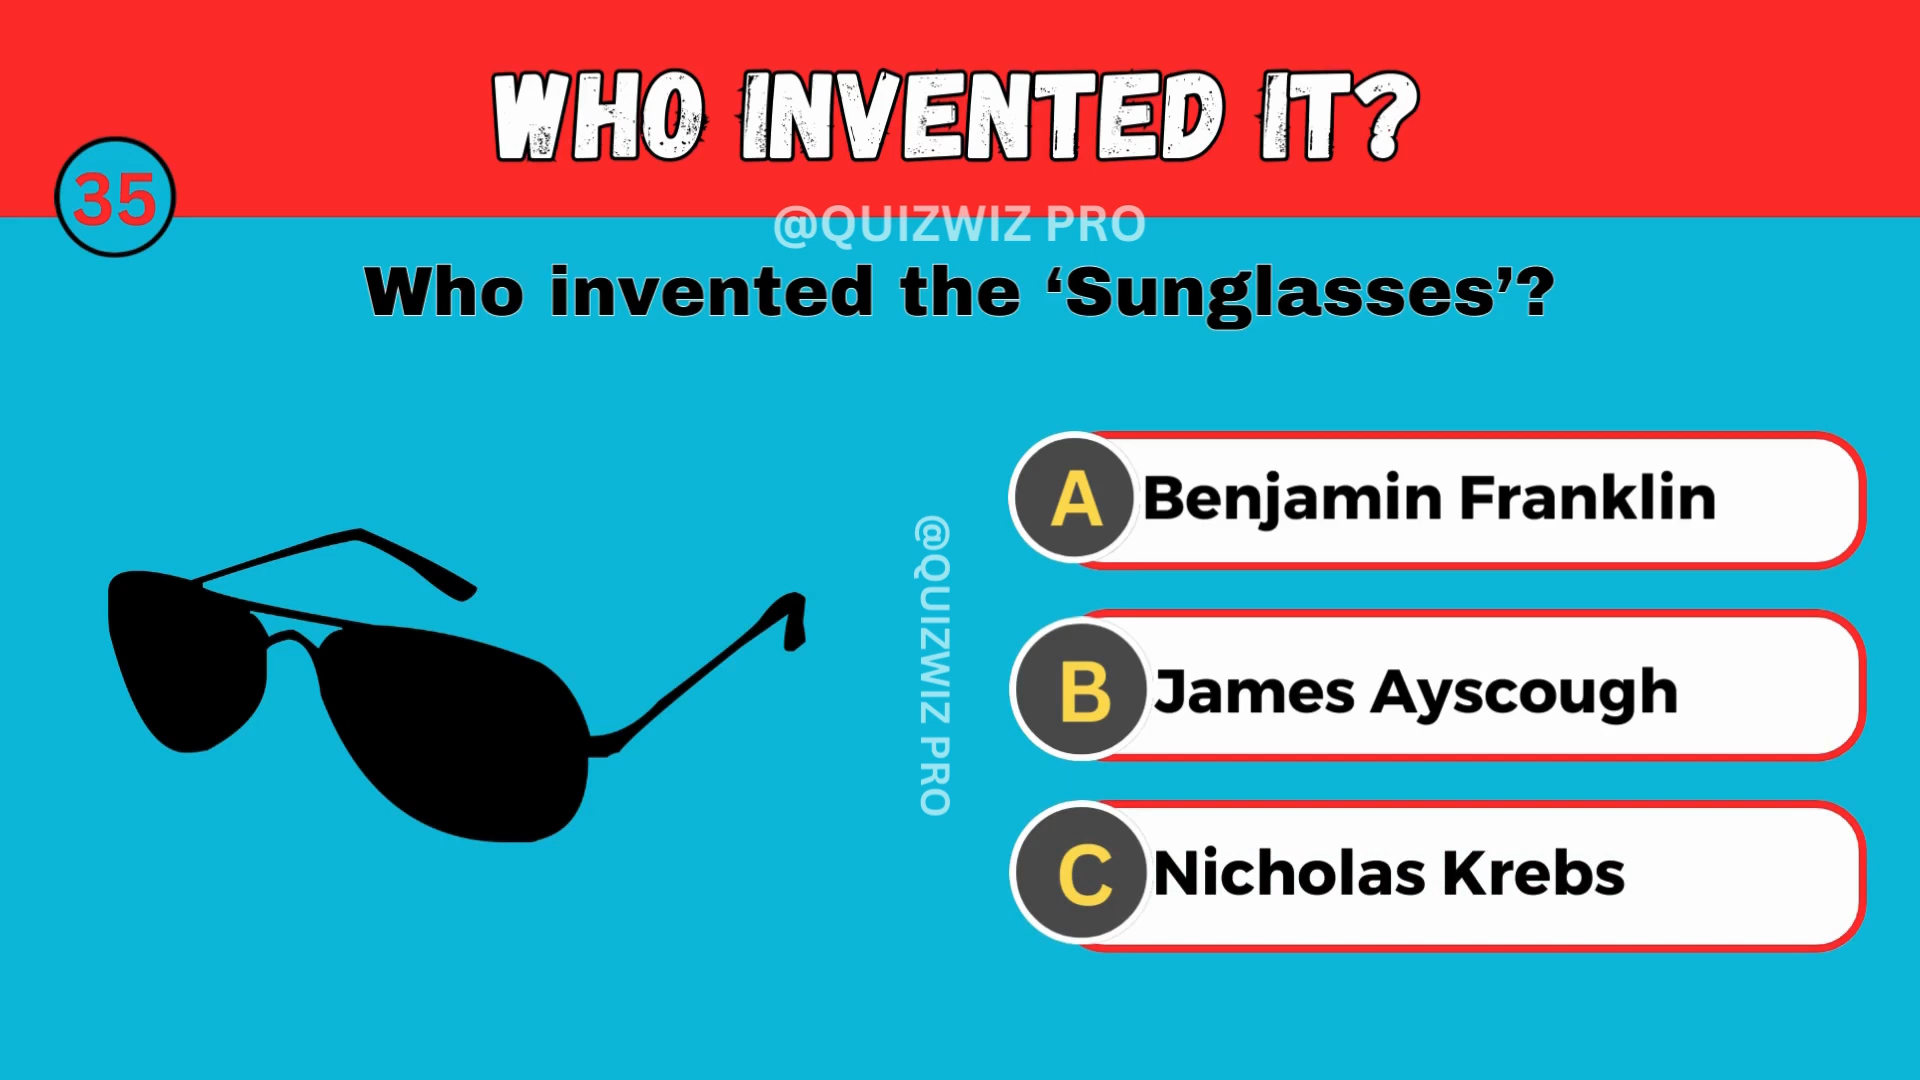 WHO INVENTED IT?
35
@QUIZWIZ PRO
Who invented the ‘Sunglasses’?
A Benjamin Franklin
@QUIZWIZ PRO
B James Ayscough
C Nicholas Krebs